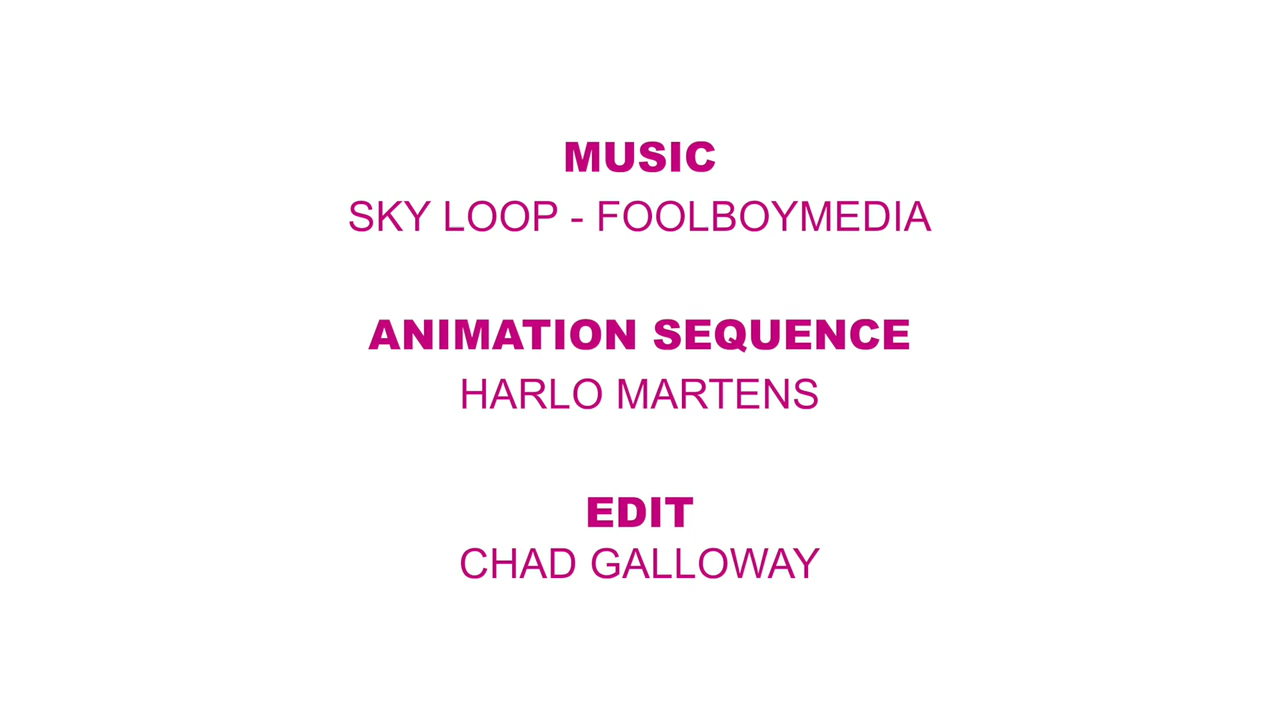 MUSIC
SKY LOOP - FOOLBOYMEDIA
ANIMATION SEQUENCE
HARLO MARTENS
EDIT
CHAD GALLOWAY